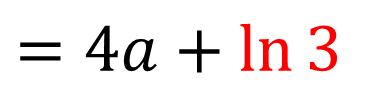 = 4a + ln 3